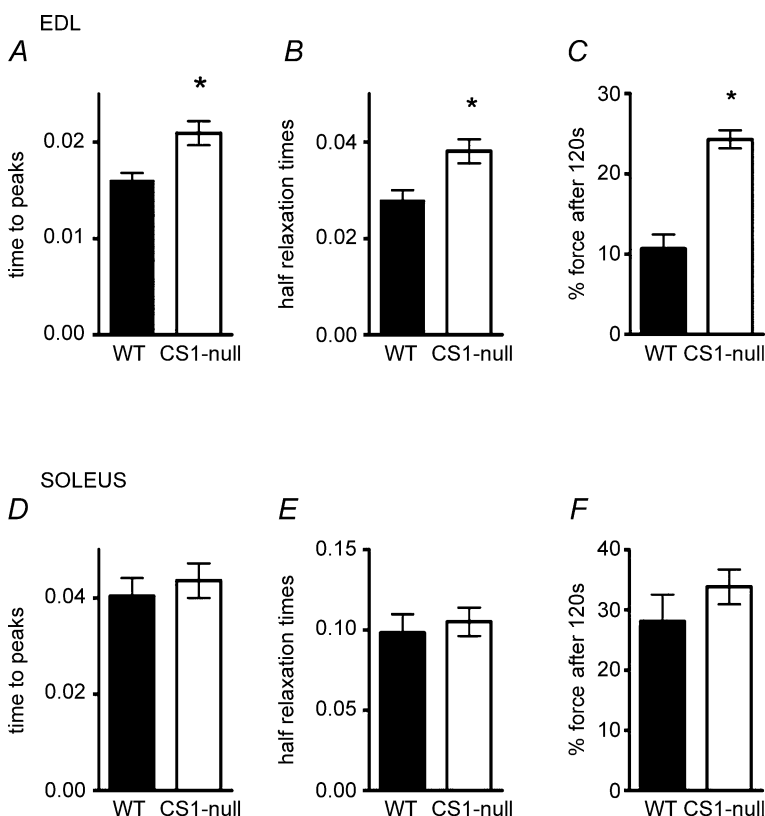 EDL
A
B
C
time to peaks
0.02
0.01
0.00
*
WT CS1-null
half relaxation times
0.04
0.02
0.00
*
WT CS1-null
% force after 120s
30
20
10
0
*
WT CS1-null
SOLEUS
D
E
F
time to peaks
0.04
0.02
0.00
WT CS1-null
half relaxation times
0.15
0.10
0.05
0.00
WT CS1-null
% force after 120s
40
30
20
10
0
WT CS1-null